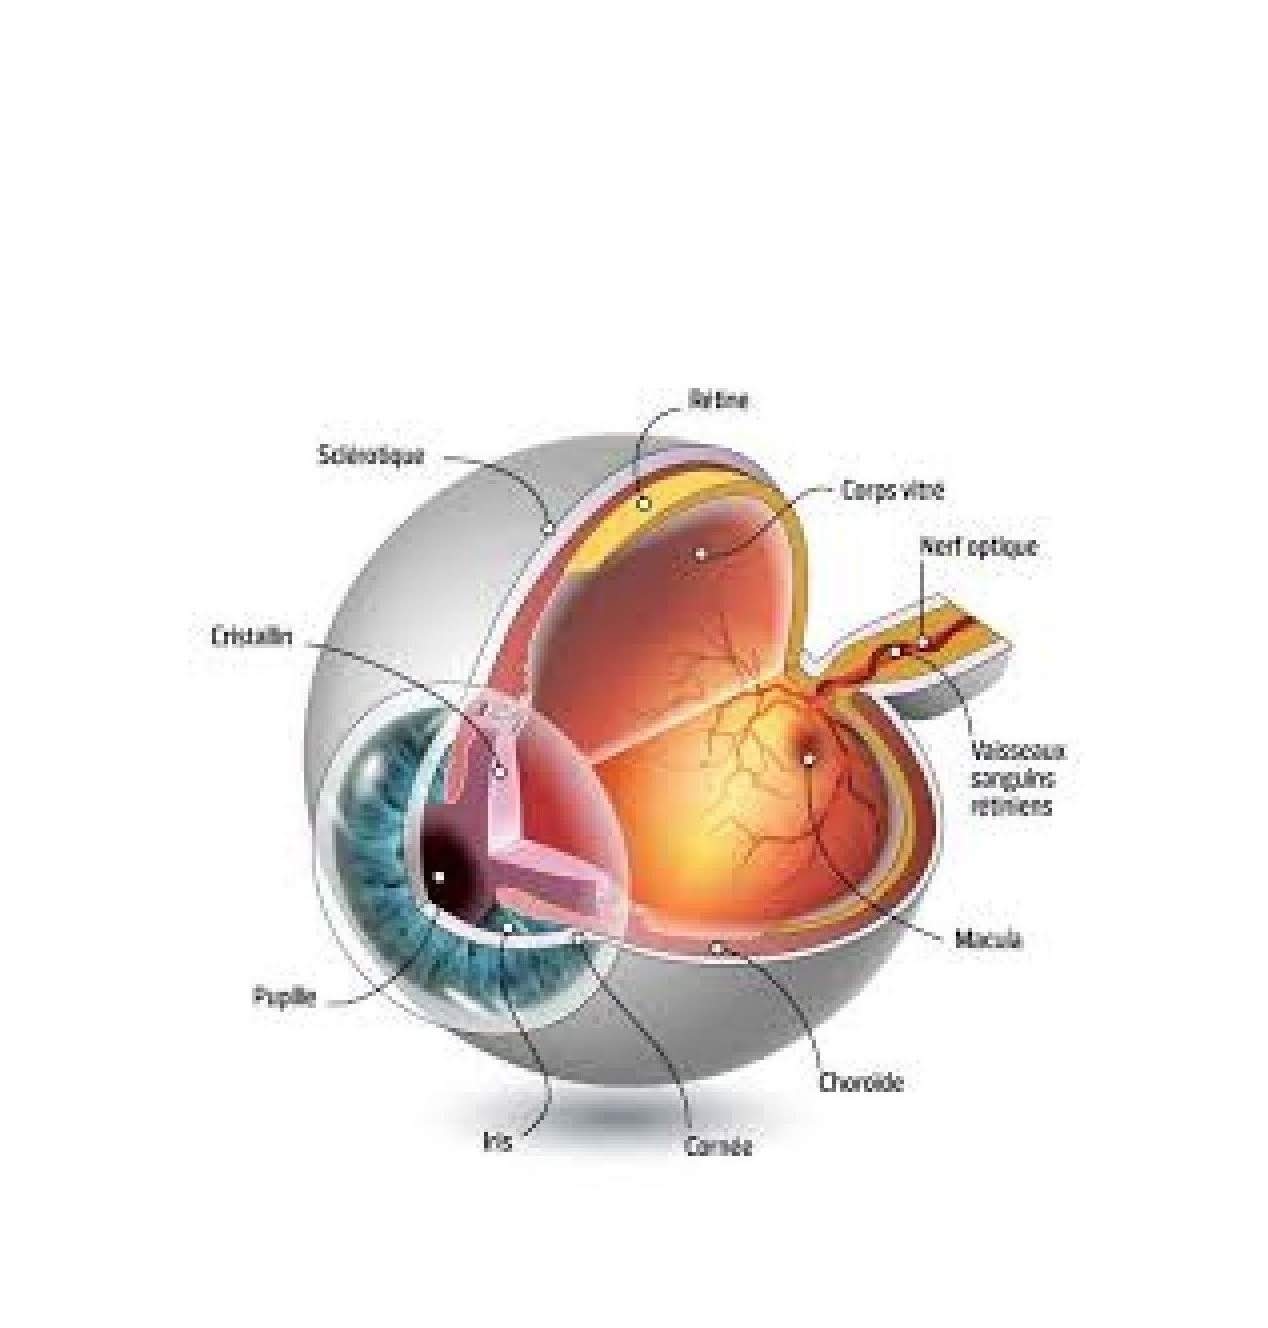 Rétine
Sclérotique
Corps vitré
Nerf optique
Cristallin
Vaisseaux
sanguins
rétiniens
Macula
Pupille
Choroïde
Iris
Cornée